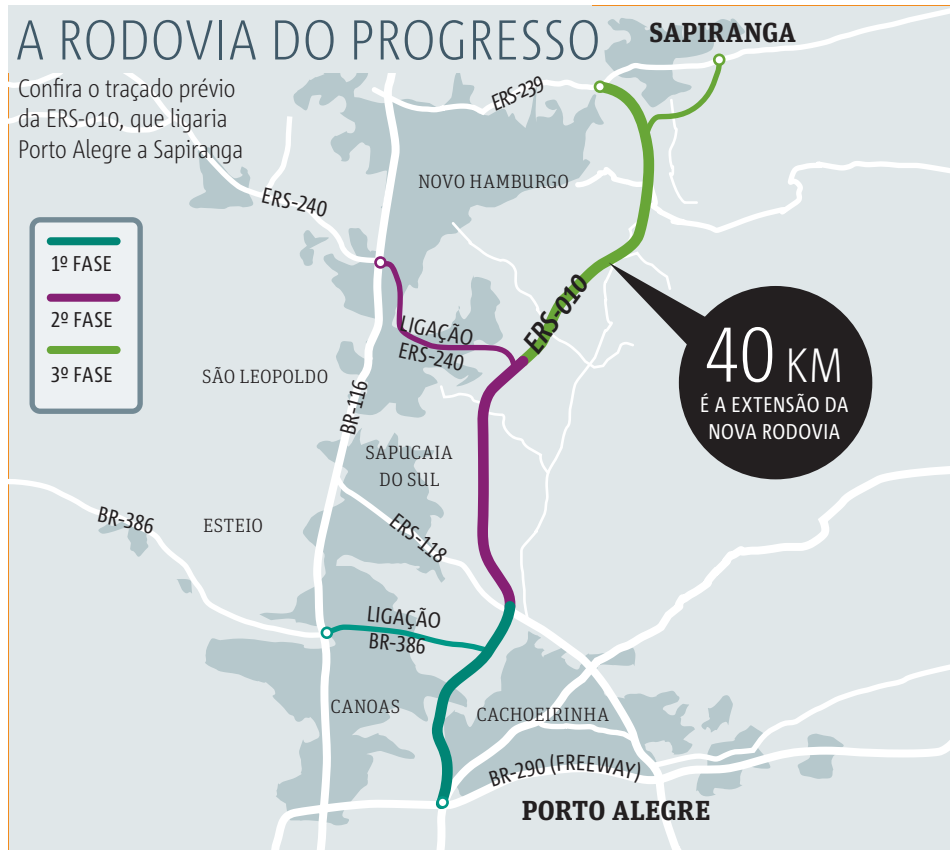 A RODOVIA DO PROGRESSO
Confira o traçado prévio
da ERS-010, que ligaria
Porto Alegre a Sapiranga
SAPIRANGA
ERS-239
NOVO HAMBURGO
ERS-240
1º FASE
2º FASE
3º FASE
ERS-010
LIGAÇÃO
ERS-240
40 KM
É A EXTENSÃO DA
NOVA RODOVIA
SÃO LEOPOLDO
BR-116
SAPUCAIA
DO SUL
BR-386
ESTEIO
ERS-118
LIGAÇÃO
BR-386
CANOAS
CACHOEIRINHA
BR-290 (FREEWAY)
PORTO ALEGRE